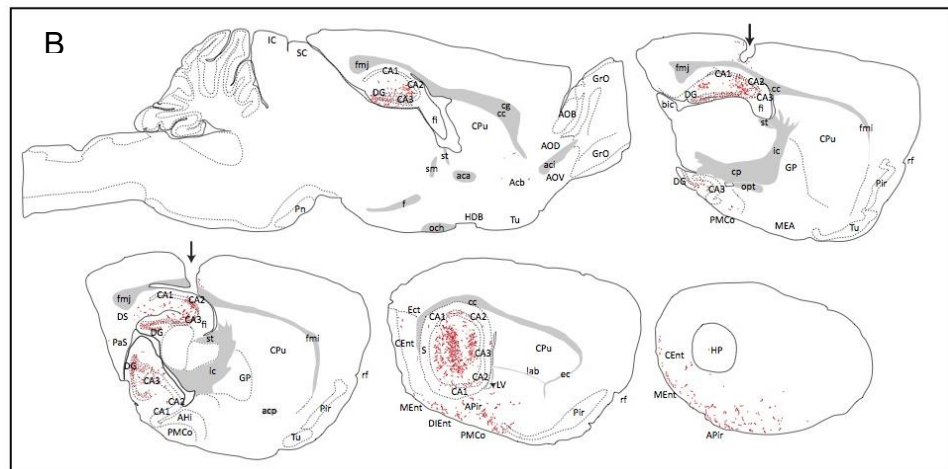 B
IC
SC
fmj
CA1
CA2
DG
CA3
fi
cg
cc
CPu
GrO
AOB
AOD
GrO
aci
AOV
st
sm
aca
Acb
f
Pn
HDB
Tu
och
fmj
CA1
CA2
cc
DG
CA3
bic
fi
st
CPu
fmi
ic
GP
rf
cp
DG
CA3
opt
Pir
PMCo
MEA
Tu
fmj
CA1
CA2
DS
CA3
fi
DG
st
PaS
CPu
fmi
DG
ic
GP
rf
CA3
CA2
acp
CA1
AHi
Pir
PMCo
Tu
Ect
cc
CA1
CA2
CEnt
S
CA3
CPu
lab
ec
CA2
LV
CA1
MEnt
APir
rf
DIEnt
Pir
PMCo
HP
CEnt
MEnt
APir